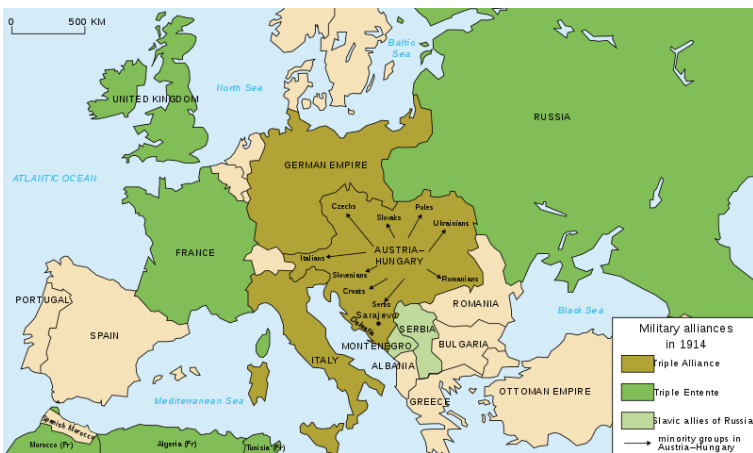 0 500 KM
Baltic
Sea
North Sea
UNITED KINGDOM
RUSSIA
GERMAN EMPIRE
ATLANTIC OCEAN
Czechs
Slovaks
Poles
Ukrainians
AUSTRIA–
HUNGARY
FRANCE
Italians
Slovenians
Romanians
Croats
Serbs
PORTUGAL
SPAIN
Sarajevo
Dalmatia
ROMANIA
Black Sea
SERBIA
MONTENEGRO
BULGARIA
ITALY
ALBANIA
OTTOMAN EMPIRE
GREECE
Mediterranean Sea
Spanish Morocco
Morocco (Fr)
Algeria (Fr)
Tunisia (Fr)
Military alliances
in 1914
Triple Alliance
Triple Entente
Slavic allies of Russia
minority groups in
Austria–Hungary